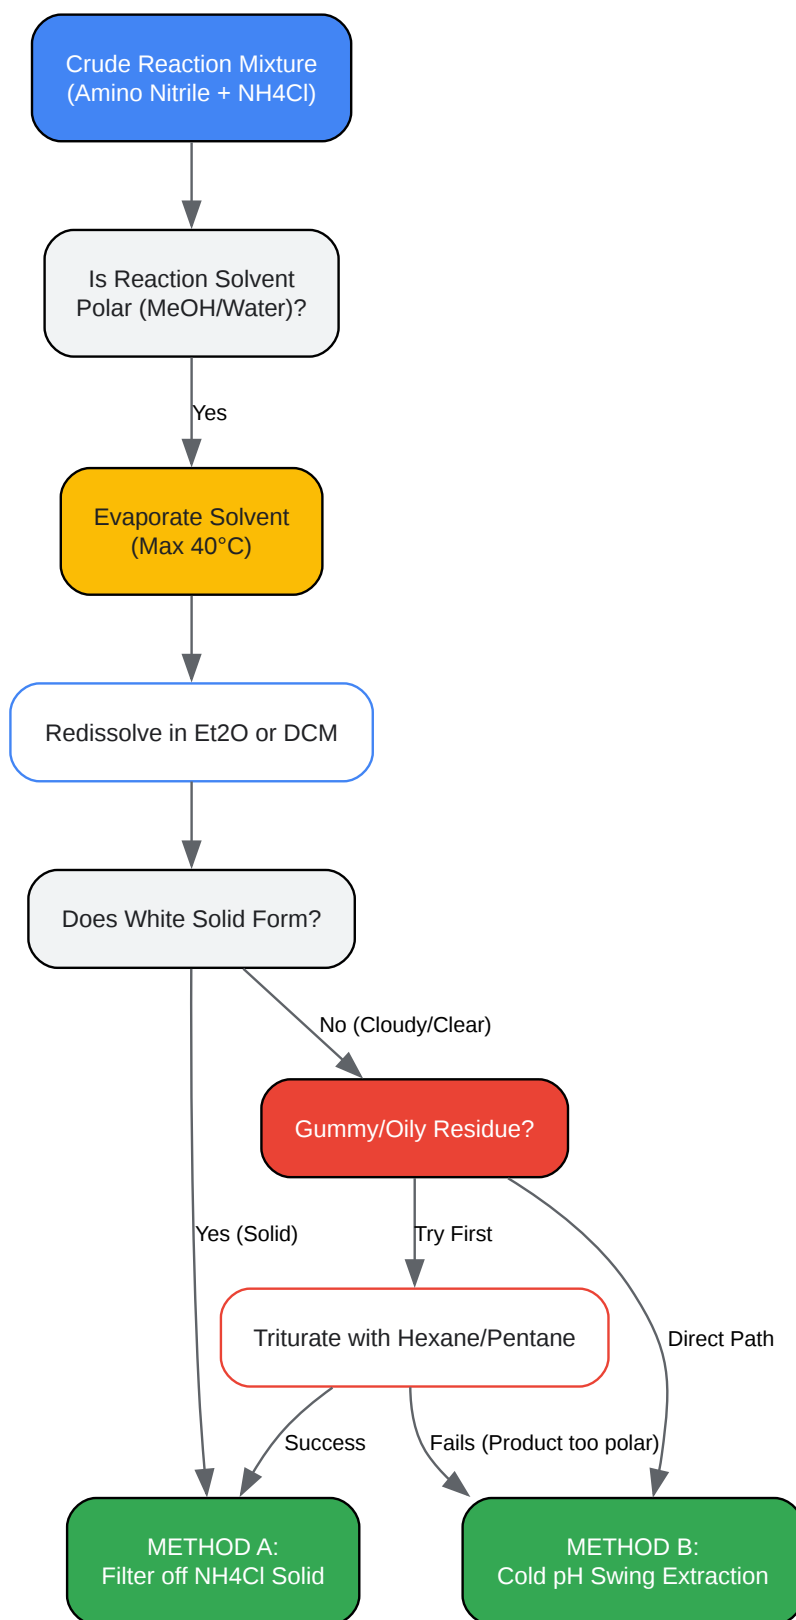 Crude Reaction Mixture
(Amino Nitrile + NH4Cl)
Is Reaction Solvent
Polar (MeOH/Water)?
Yes
Evaporate Solvent
(Max 40°C)
Redissolve in Et2O or DCM
Does White Solid Form?
No (Cloudy/Clear)
Gummy/Oily Residue?
Yes (Solid)
Try First
Triturate with Hexane/Pentane
Direct Path
Success
Fails (Product too polar)
METHOD A:
Filter off NH4Cl Solid
METHOD B:
Cold pH Swing Extraction